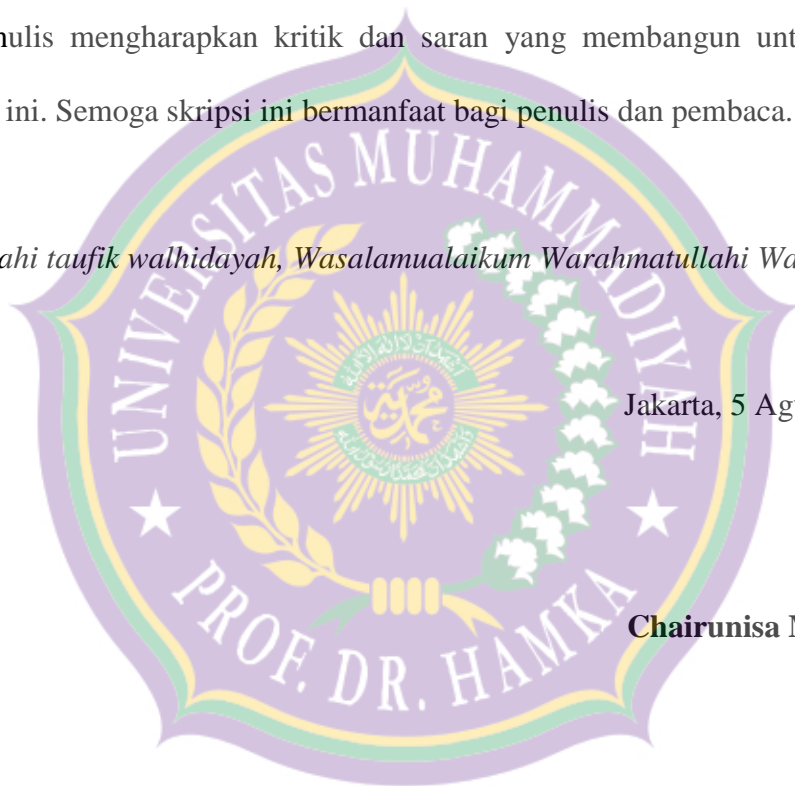 nulis mengharapkan kritik dan saran yang membangun unt
ini. Semoga skripsi ini bermanfaat bagi penulis dan pembaca.
ahi taufik walhidayah, Wasalamualaikum Warahmatullahi Wa
Jakarta, 5 Ag
Chairunisa
UNIVERSITAS MUHAMMADIYAH
PROF. DR. HAMKA
محمدية